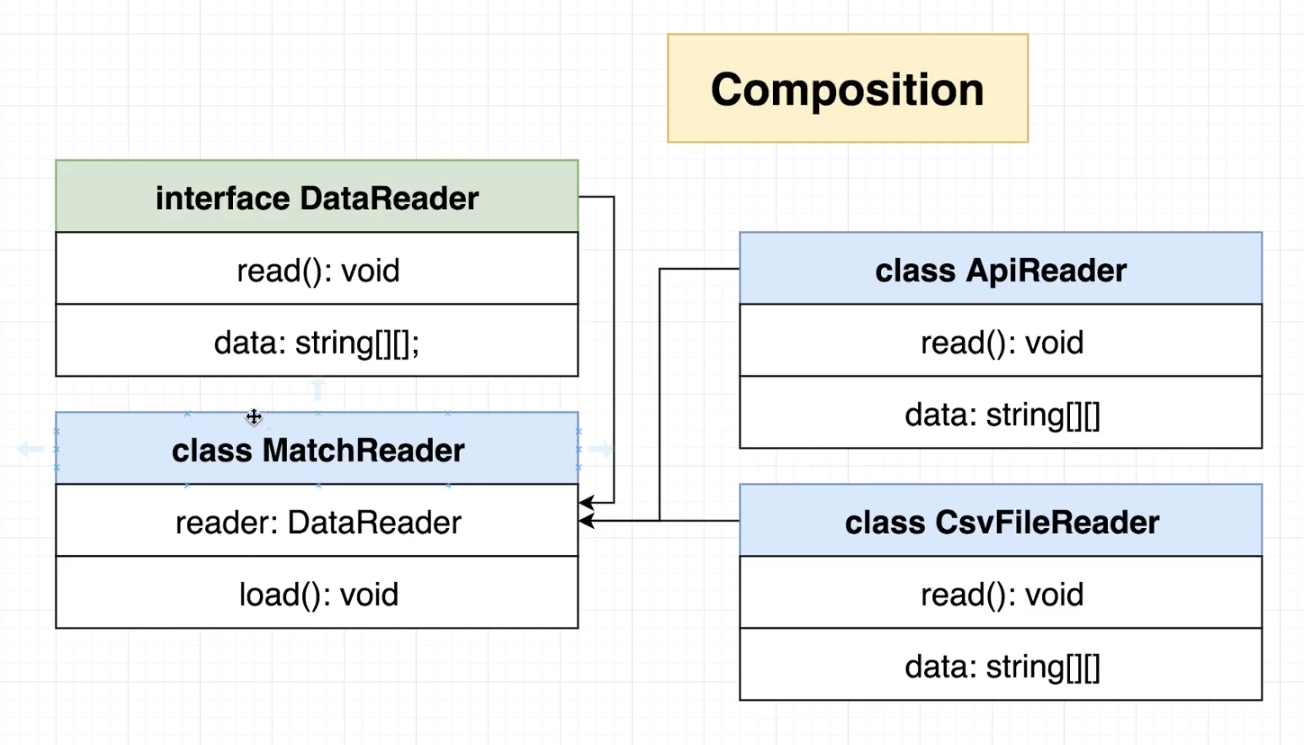 Composition
interface DataReader
read(): void
data: string[][];
class MatchReader
reader: DataReader
load(): void
class ApiReader
read(): void
data: string[][]
class CsvFileReader
read(): void
data: string[][]